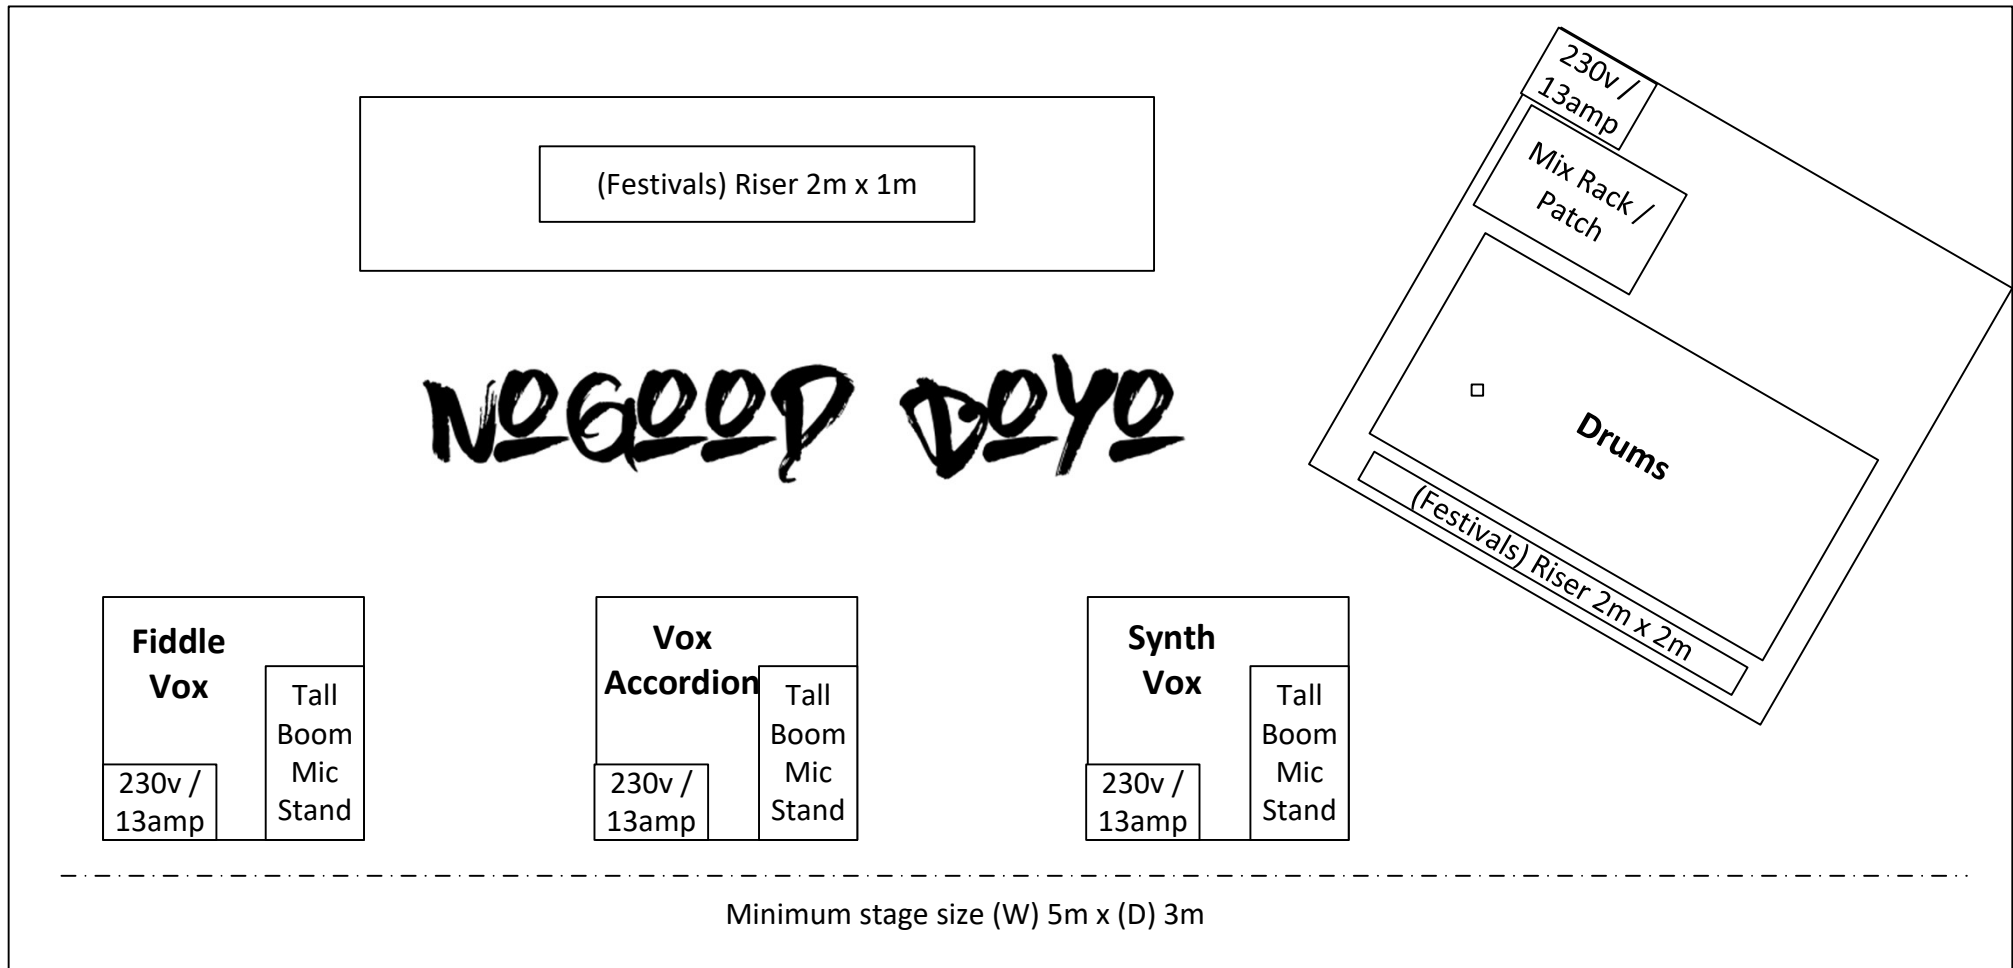 230v /
13amp
Mix Rack /
Patch
(Festivals) Riser 2m x 1m
NOGOOD BOYO
Drums
(Festivals) Riser 2m x 2m
Fiddle
Vox
Tall
Boom
Mic
Stand
230v /
13amp
Vox
Accordion
Tall
Boom
Mic
Stand
230v /
13amp
Synth
Vox
Tall
Boom
Mic
Stand
230v /
13amp
Minimum stage size (W) 5m x (D) 3m